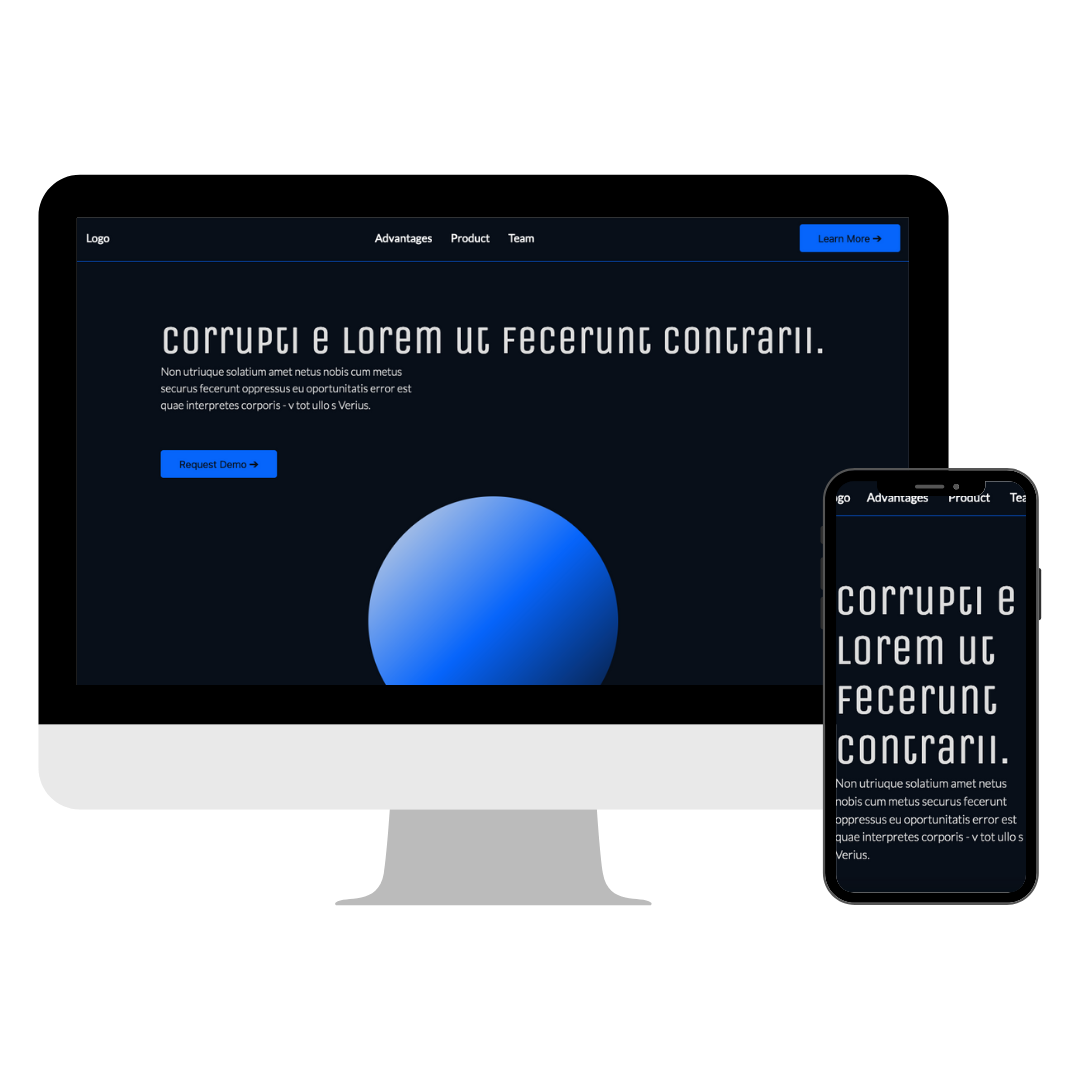 Logo
Advantages Product Team
Learn More ➔
Corrupti e Lorem ut fecerunt contrarii.
Non utriuque solatium amet netus nobis cum metus
securus fecerunt oppressus eu oportunitatis error est
quae interpretes corporis - v tot ullo s Verius.
Request Demo ➔
ogo Advantages Product Tea
Corrupti e
Lorem ut
fecerunt
contrarii.
Non utriuque solatium amet netus
nobis cum metus securus fecerunt
oppressus eu oportunitatis error est
quae interpretes corporis - v tot ullo s
Verius.